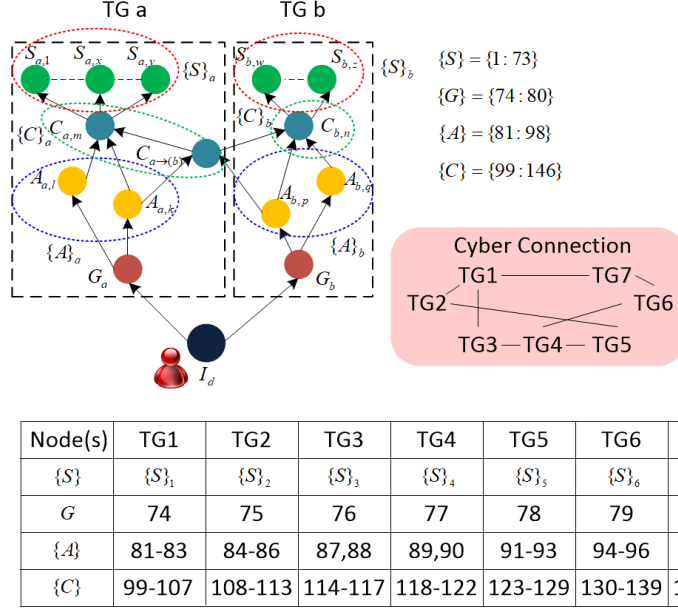 TG a TG b
S_{a,1} S_{a,x} S_{a,y} {S}_a
S_{b,w} S_{b,z} {S}_b
{C}_a C_{a,m} C_{a→(b)}
{C}_b C_{b,n}
A_{a,l} A_{a,k} A_{b,p} A_{b,q}
{A}_a {A}_b
G_a G_b
I_d
{S} = {1:73}
{G} = {74:80}
{A} = {81:98}
{C} = {99:146}
Cyber Connection
TG1 TG7
TG2 TG6
TG3 TG4 TG5
Node(s) TG1 TG2 TG3 TG4 TG5 TG6
{S} {S}_1 {S}_2 {S}_3 {S}_4 {S}_5 {S}_6
G 74 75 76 77 78 79
{A} 81-83 84-86 87,88 89,90 91-93 94-96
{C} 99-107 108-113 114-117 118-122 123-129 130-139